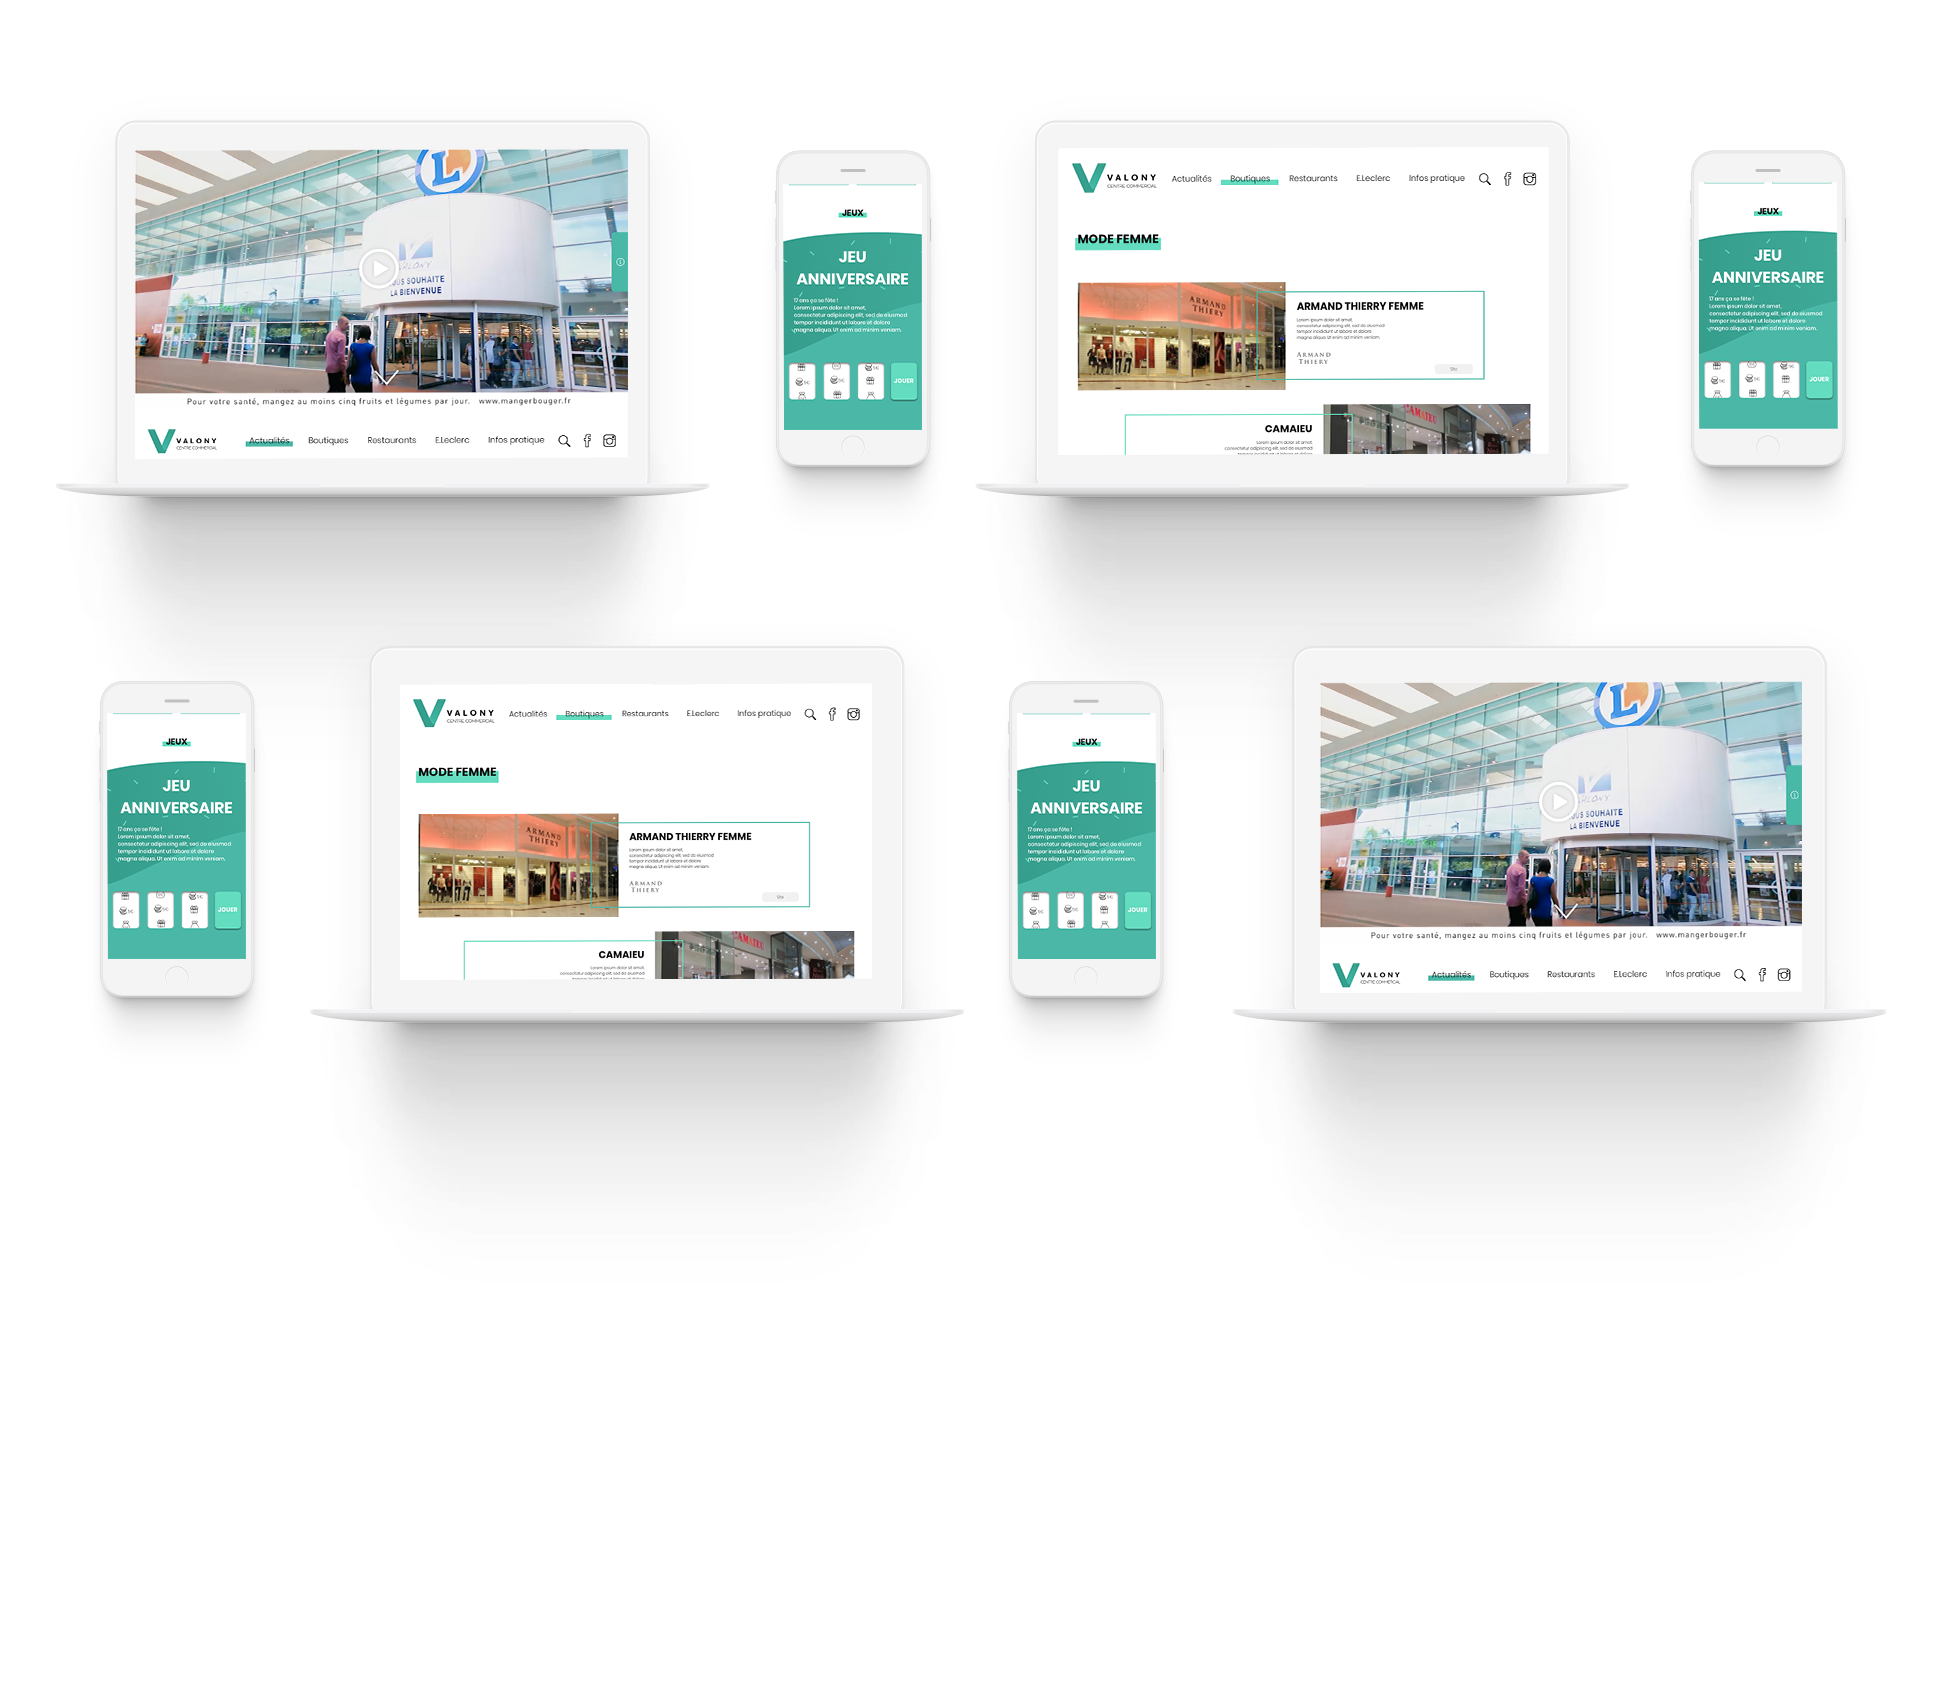 L
VALONY
OUS SOUHAITE
LA BIENVENUE
Pour votre santé, mangez au moins cinq fruits et légumes par jour. www.mangerbouger.fr
V VALONY
CENTRE COMMERCIAL
Actualités Boutiques Restaurants E.Leclerc Infos pratique
JEUX
JEU
ANNIVERSAIRE
17 ans ça se fête !
Lorem ipsum dolor sit amet,
consectetur adipiscing elit, sed do eiusmod
tempor incididunt ut labore et dolore
magna aliqua. Ut enim ad minim veniam.
JOUER
V VALONY
CENTRE COMMERCIAL
Actualités Boutiques Restaurants E.Leclerc Infos pratique
MODE FEMME
ARMAND
THIERY
ARMAND THIERRY FEMME
Lorem ipsum dolor sit amet,
consectetur adipiscing elit, sed do eiusmod
tempor incididunt ut labore et dolore
magna aliqua. Ut enim ad minim veniam.
ARMAND
THIERY
Site
CAMAIEU
CAMAIEU
Lorem ipsum dolor sit amet,
consectetur adipiscing elit, sed do eiusmod
JEUX
JEU
ANNIVERSAIRE
17 ans ça se fête !
Lorem ipsum dolor sit amet,
consectetur adipiscing elit, sed do eiusmod
tempor incididunt ut labore et dolore
magna aliqua. Ut enim ad minim veniam.
JOUER
JEUX
JEU
ANNIVERSAIRE
17 ans ça se fête !
Lorem ipsum dolor sit amet,
consectetur adipiscing elit, sed do eiusmod
tempor incididunt ut labore et dolore
magna aliqua. Ut enim ad minim veniam.
JOUER
V VALONY
CENTRE COMMERCIAL
Actualités Boutiques Restaurants E.Leclerc Infos pratique
MODE FEMME
ARMAND
THIERY
ARMAND THIERRY FEMME
Lorem ipsum dolor sit amet,
consectetur adipiscing elit, sed do eiusmod
tempor incididunt ut labore et dolore
magna aliqua. Ut enim ad minim veniam.
ARMAND
THIERY
Site
CAMAIEU
CAMAIEU
Lorem ipsum dolor sit amet,
consectetur adipiscing elit, sed do eiusmod
JEUX
JEU
ANNIVERSAIRE
17 ans ça se fête !
Lorem ipsum dolor sit amet,
consectetur adipiscing elit, sed do eiusmod
tempor incididunt ut labore et dolore
magna aliqua. Ut enim ad minim veniam.
JOUER
L
VALONY
OUS SOUHAITE
LA BIENVENUE
Pour votre santé, mangez au moins cinq fruits et légumes par jour. www.mangerbouger.fr
V VALONY
CENTRE COMMERCIAL
Actualités Boutiques Restaurants E.Leclerc Infos pratique